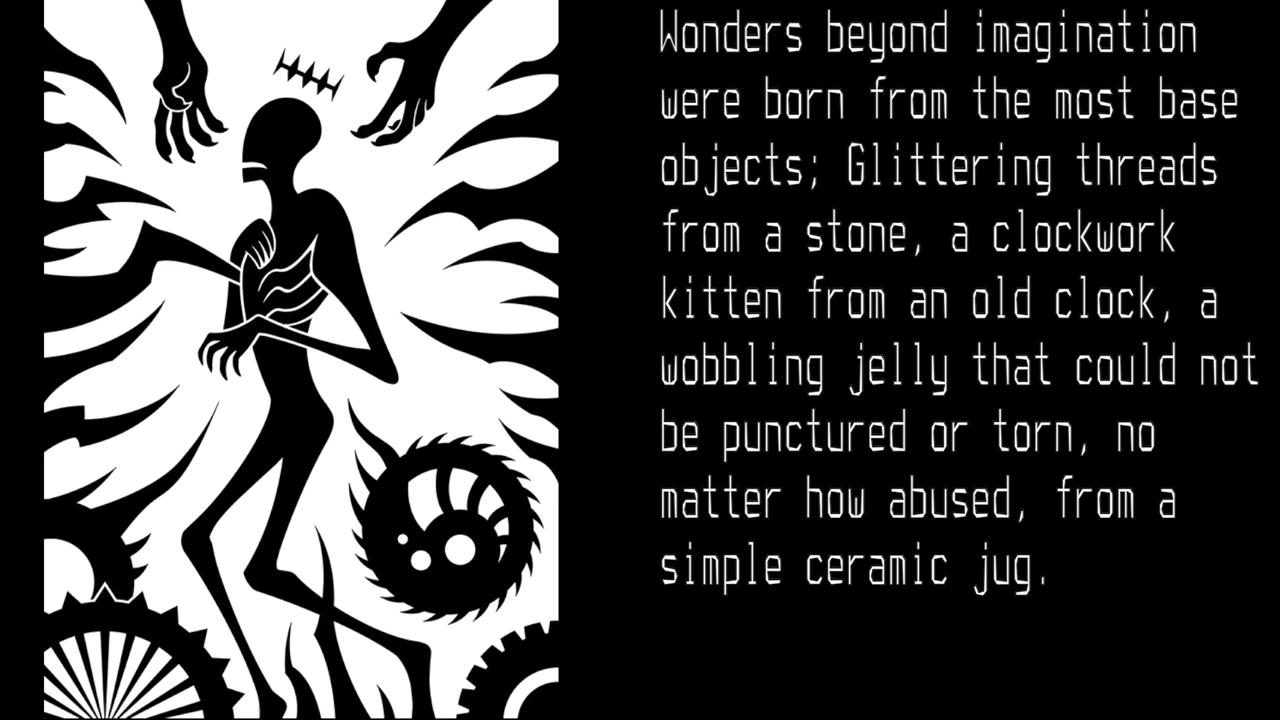 Wonders beyond imagination
were born from the most base
objects; Glittering threads
from a stone, a clockwork
kitten from an old clock, a
wobbling jelly that could not
be punctured or torn, no
matter how abused, from a
simple ceramic jug.